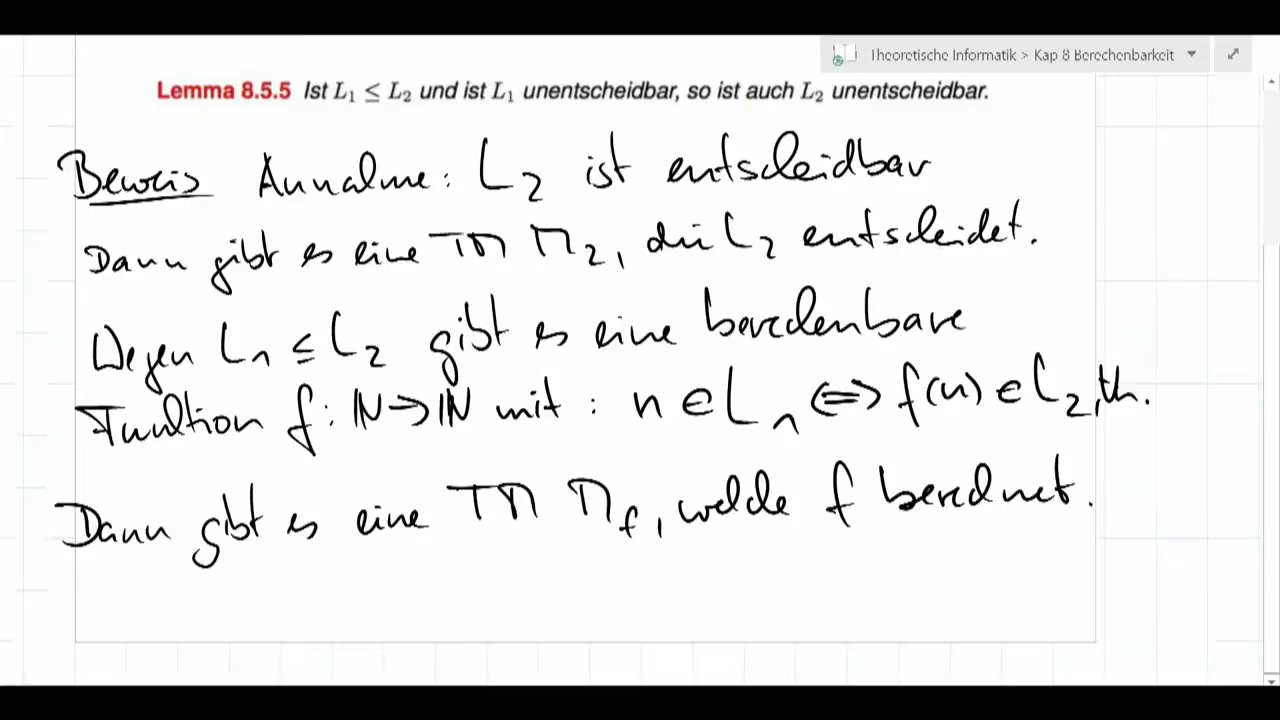 Theoretische Informatik > Kap 8 Berechenbarkeit
Lemma 8.5.5 Ist L₁ ≤ L₂ und ist L₁ unentscheidbar, so ist auch L₂ unentscheidbar.
Beweis Annahme: L₂ ist entscheidbar
Dann gibt es eine TM M₂, die L₂ entscheidet.
Wegen L₁ ≤ L₂ gibt es eine berechenbare
Funktion f: ℕ → ℕ mit: n ∈ L₁ ⇔ f(n) ∈ L₂,
Dann gibt es eine TM M_f, welche f berechnet.